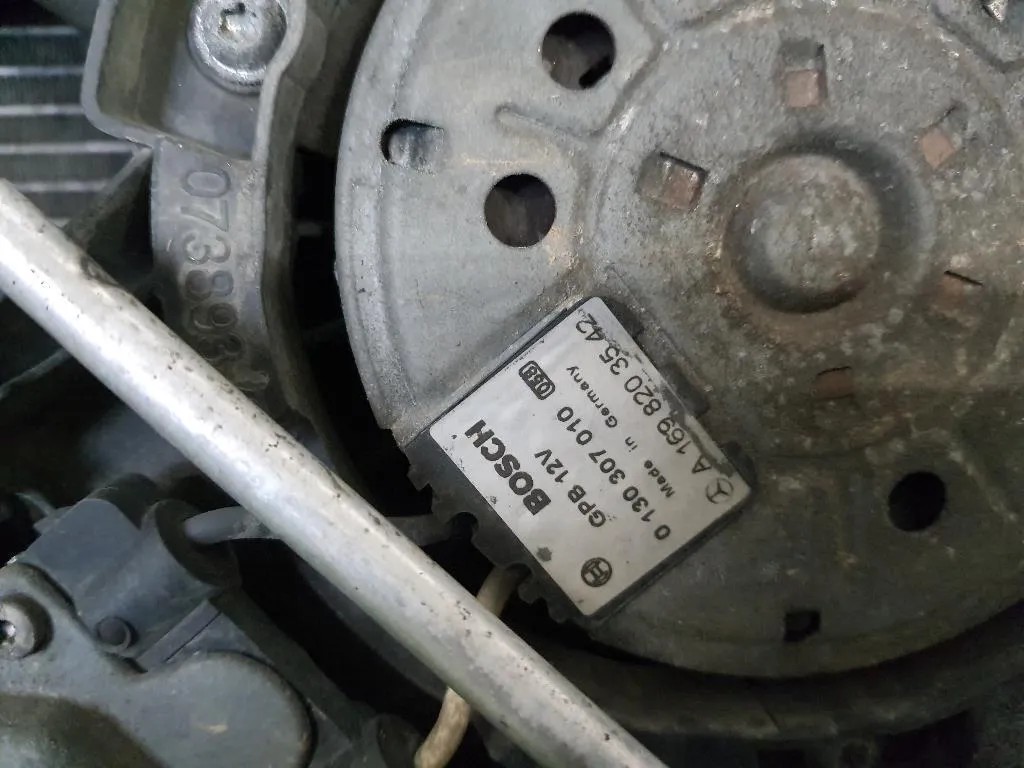 073893
BOSCH
GPB 12V
0 130 307 010
Made in Germany
A 169 820 35 42